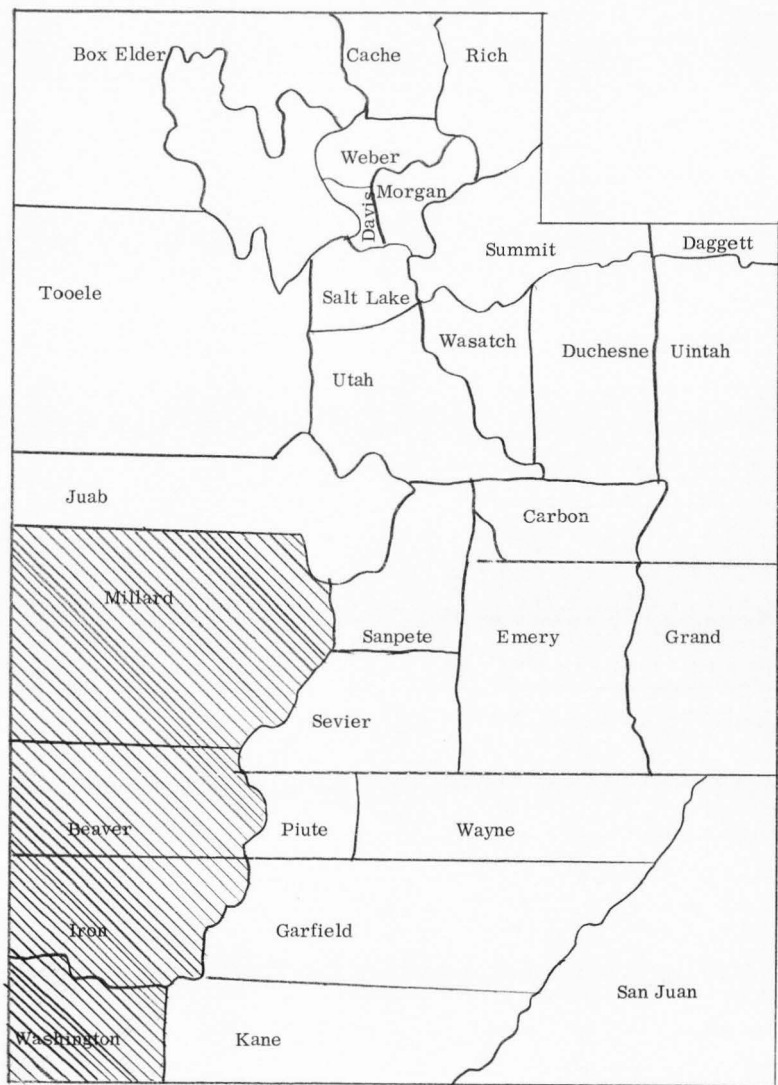 Box Elder
Cache
Rich
Weber
Morgan
Davis
Summit
Daggett
Tooele
Salt Lake
Wasatch
Duchesne
Uintah
Utah
Juab
Carbon
Millard
Sanpete
Emery
Grand
Sevier
Beaver
Piute
Wayne
Iron
Garfield
San Juan
Washington
Kane